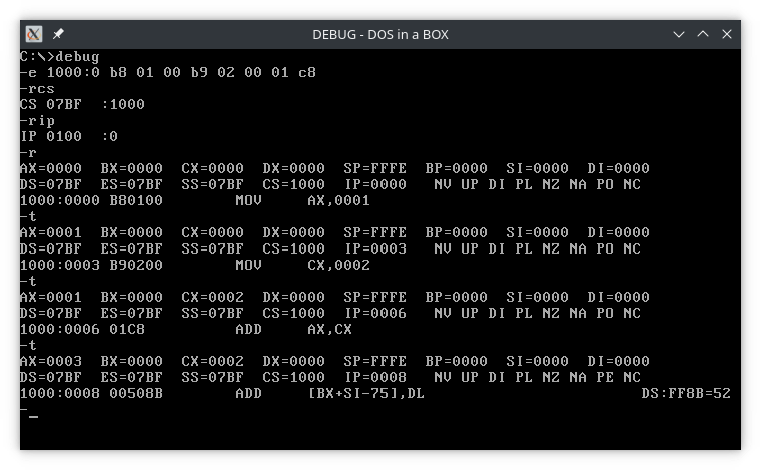 DEBUG - DOS in a BOX
C:\>debug
-e 1000:0 b8 01 00 b9 02 00 01 c8
-rcs
CS 07BF  :1000
-rip
IP 0100  :0
-r
AX=0000  BX=0000  CX=0000  DX=0000  SP=FFFE  BP=0000  SI=0000  DI=0000
DS=07BF  ES=07BF  SS=07BF  CS=1000  IP=0000   NV UP DI PL NZ NA PO NC
1000:0000 B80100        MOV     AX,0001
-t
AX=0001  BX=0000  CX=0000  DX=0000  SP=FFFE  BP=0000  SI=0000  DI=0000
DS=07BF  ES=07BF  SS=07BF  CS=1000  IP=0003   NV UP DI PL NZ NA PO NC
1000:0003 B90200        MOV     CX,0002
-t
AX=0001  BX=0000  CX=0002  DX=0000  SP=FFFE  BP=0000  SI=0000  DI=0000
DS=07BF  ES=07BF  SS=07BF  CS=1000  IP=0006   NV UP DI PL NZ NA PO NC
1000:0006 01C8          ADD     AX,CX
-t
AX=0003  BX=0000  CX=0002  DX=0000  SP=FFFE  BP=0000  SI=0000  DI=0000
DS=07BF  ES=07BF  SS=07BF  CS=1000  IP=0008   NV UP DI PL NZ NA PE NC
1000:0008 00508B        ADD     [BX+SI-75],DL                        DS:FF8B=52
-_